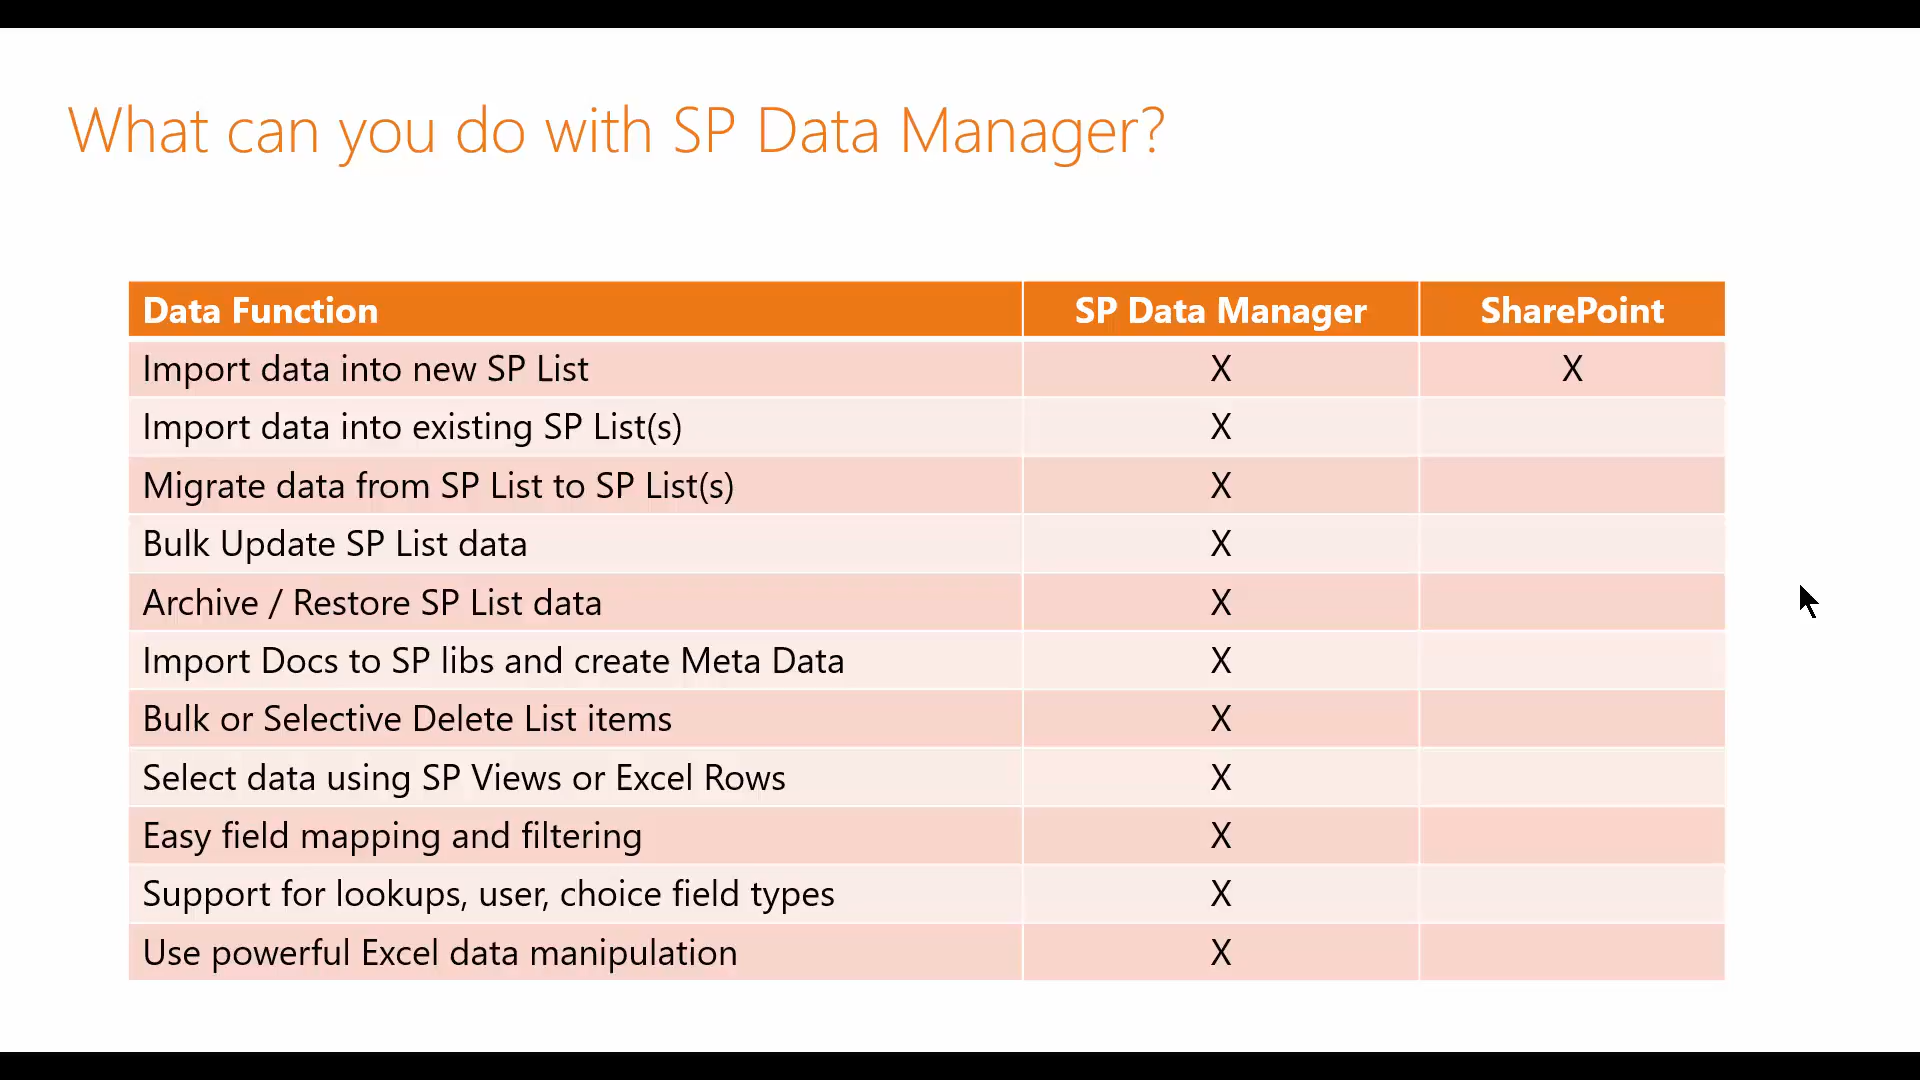 What can you do with SP Data Manager?
Data Function SP Data Manager SharePoint
Import data into new SP List X X
Import data into existing SP List(s) X
Migrate data from SP List to SP List(s) X
Bulk Update SP List data X
Archive / Restore SP List data X
Import Docs to SP libs and create Meta Data X
Bulk or Selective Delete List items X
Select data using SP Views or Excel Rows X
Easy field mapping and filtering X
Support for lookups, user, choice field types X
Use powerful Excel data manipulation X